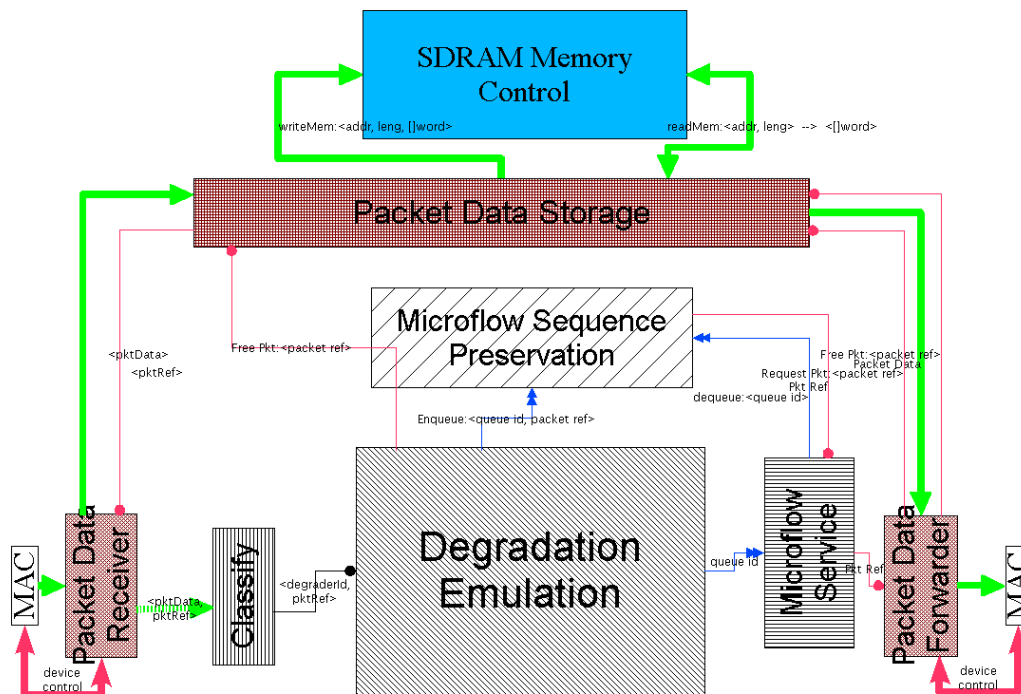 SDRAM Memory
Control
writeMem:<addr, leng, []word>
readMem:<addr, leng> --> <[]word>
Packet Data Storage
Microflow Sequence
Preservation
<pktData>
<pktRef>
Free Pkt:<packet ref>
Free Pkt:<packet ref>
Packet Data
Request Pkt:<packet ref>
Pkt Ref
dequeue:<queue id>
Enqueue:<queue id, packet ref>
MAC
Packet Data
Receiver
<pktData,
pktRef>
Classify
<degraderId,
pktRef>
Degradation
Emulation
queue id
Microflow
Service
Pkt Ref
Packet Data
Forwarder
MAC
device
control
device
control